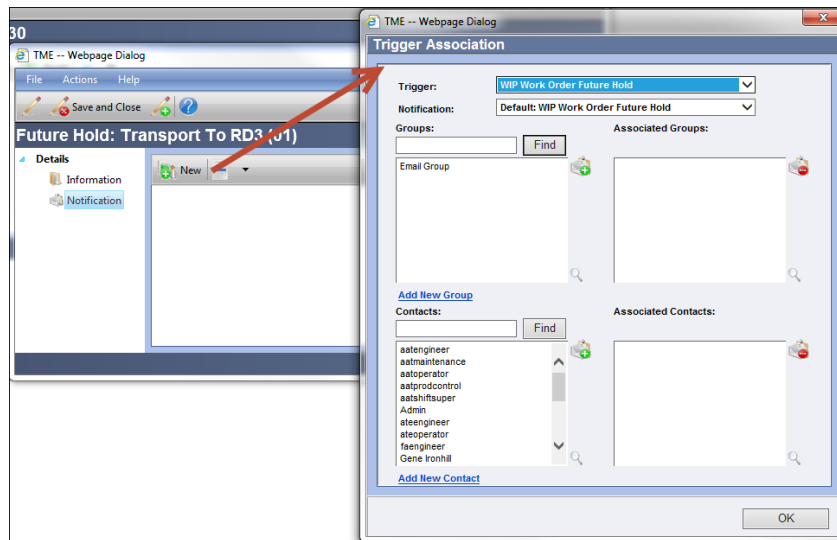 30
TME -- Webpage Dialog
File Actions Help
Save and Close
Future Hold: Transport To RD3 (01)
Details
Information
Notification
New
TME -- Webpage Dialog
Trigger Association
Trigger: WIP Work Order Future Hold
Notification: Default: WIP Work Order Future Hold
Groups: Associated Groups:
Find
Email Group
Add New Group
Contacts: Associated Contacts:
Find
aatengineer
aatmaintenance
aatoperator
aatprodcontrol
aatshiftsuper
Admin
ateengineer
ateoperator
faengineer
Gene Ironhill
Add New Contact
OK